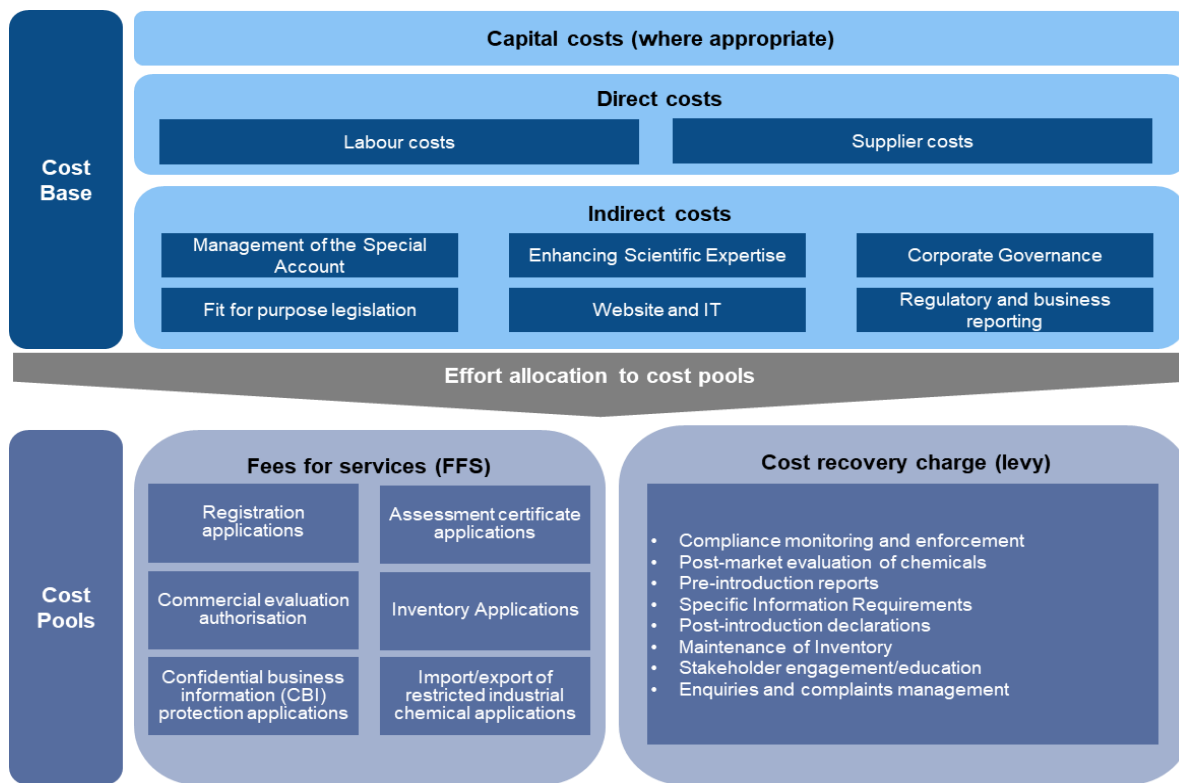 Capital costs (where appropriate)
Direct costs
Labour costs
Supplier costs
Cost
Base
Indirect costs
Management of the Special
Account
Enhancing Scientific Expertise
Corporate Governance
Fit for purpose legislation
Website and IT
Regulatory and business
reporting
Effort allocation to cost pools
Cost
Pools
Fees for services (FFS)
Registration
applications
Assessment certificate
applications
Commercial evaluation
authorisation
Inventory Applications
Confidential business
information (CBI)
protection applications
Import/export of
restricted industrial
chemical applications
Cost recovery charge (levy)
• Compliance monitoring and enforcement
• Post-market evaluation of chemicals
• Pre-introduction reports
• Specific Information Requirements
• Post-introduction declarations
• Maintenance of Inventory
• Stakeholder engagement/education
• Enquiries and complaints management